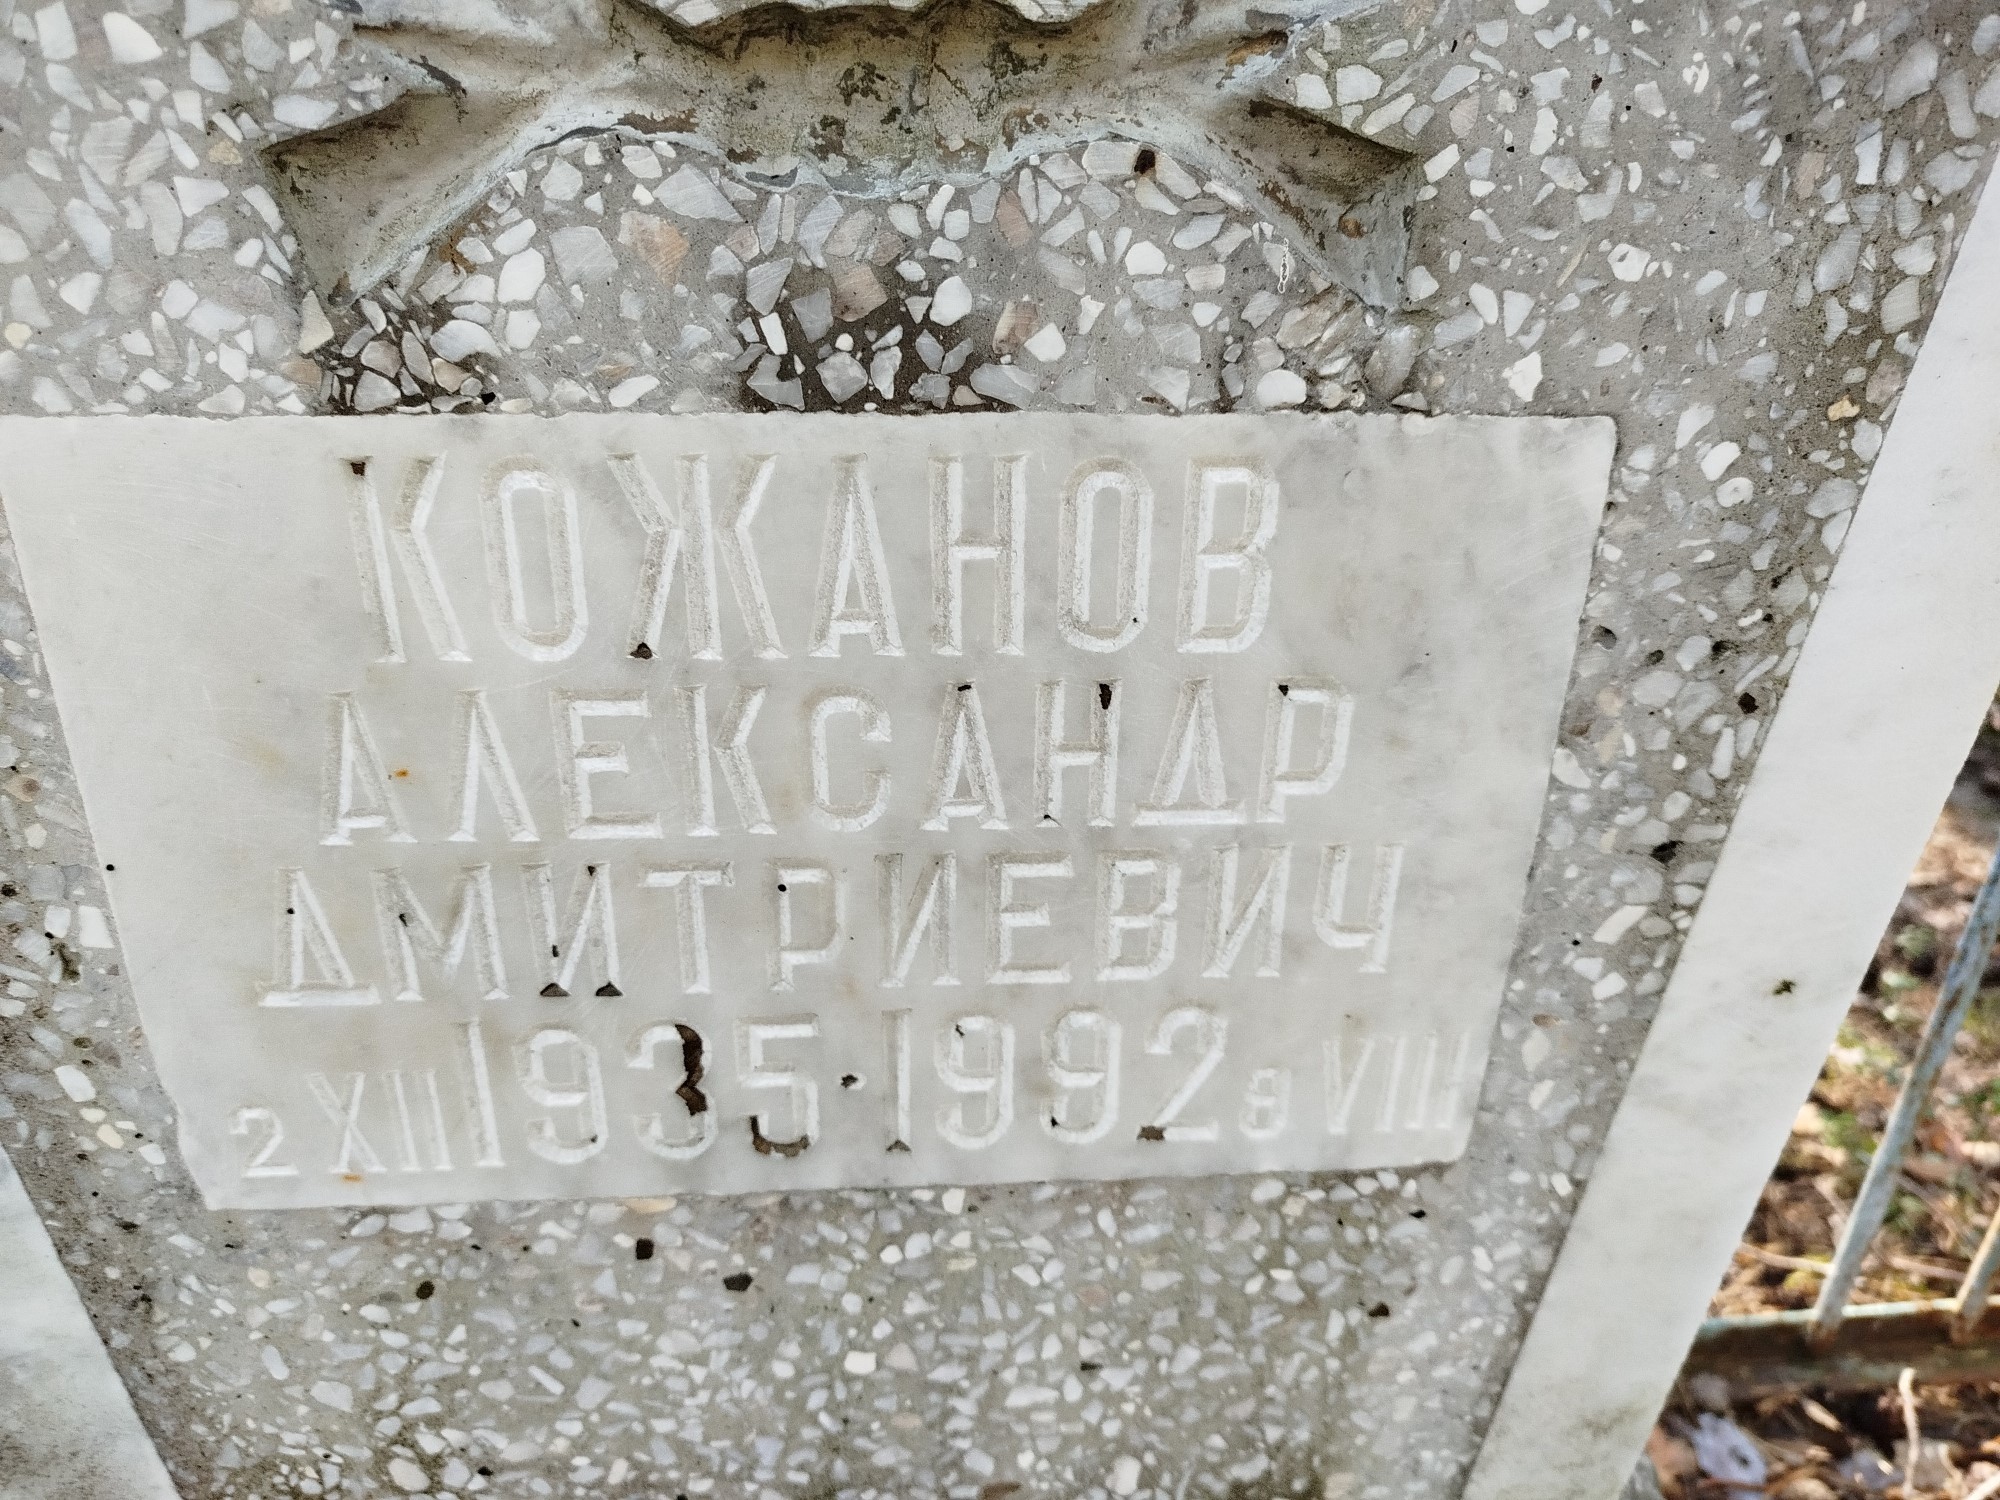 КОЖАНОВ
АЛЕКСАНДР
ДМИТРИЕВИЧ
2 XII 1935·1992 8 VIII